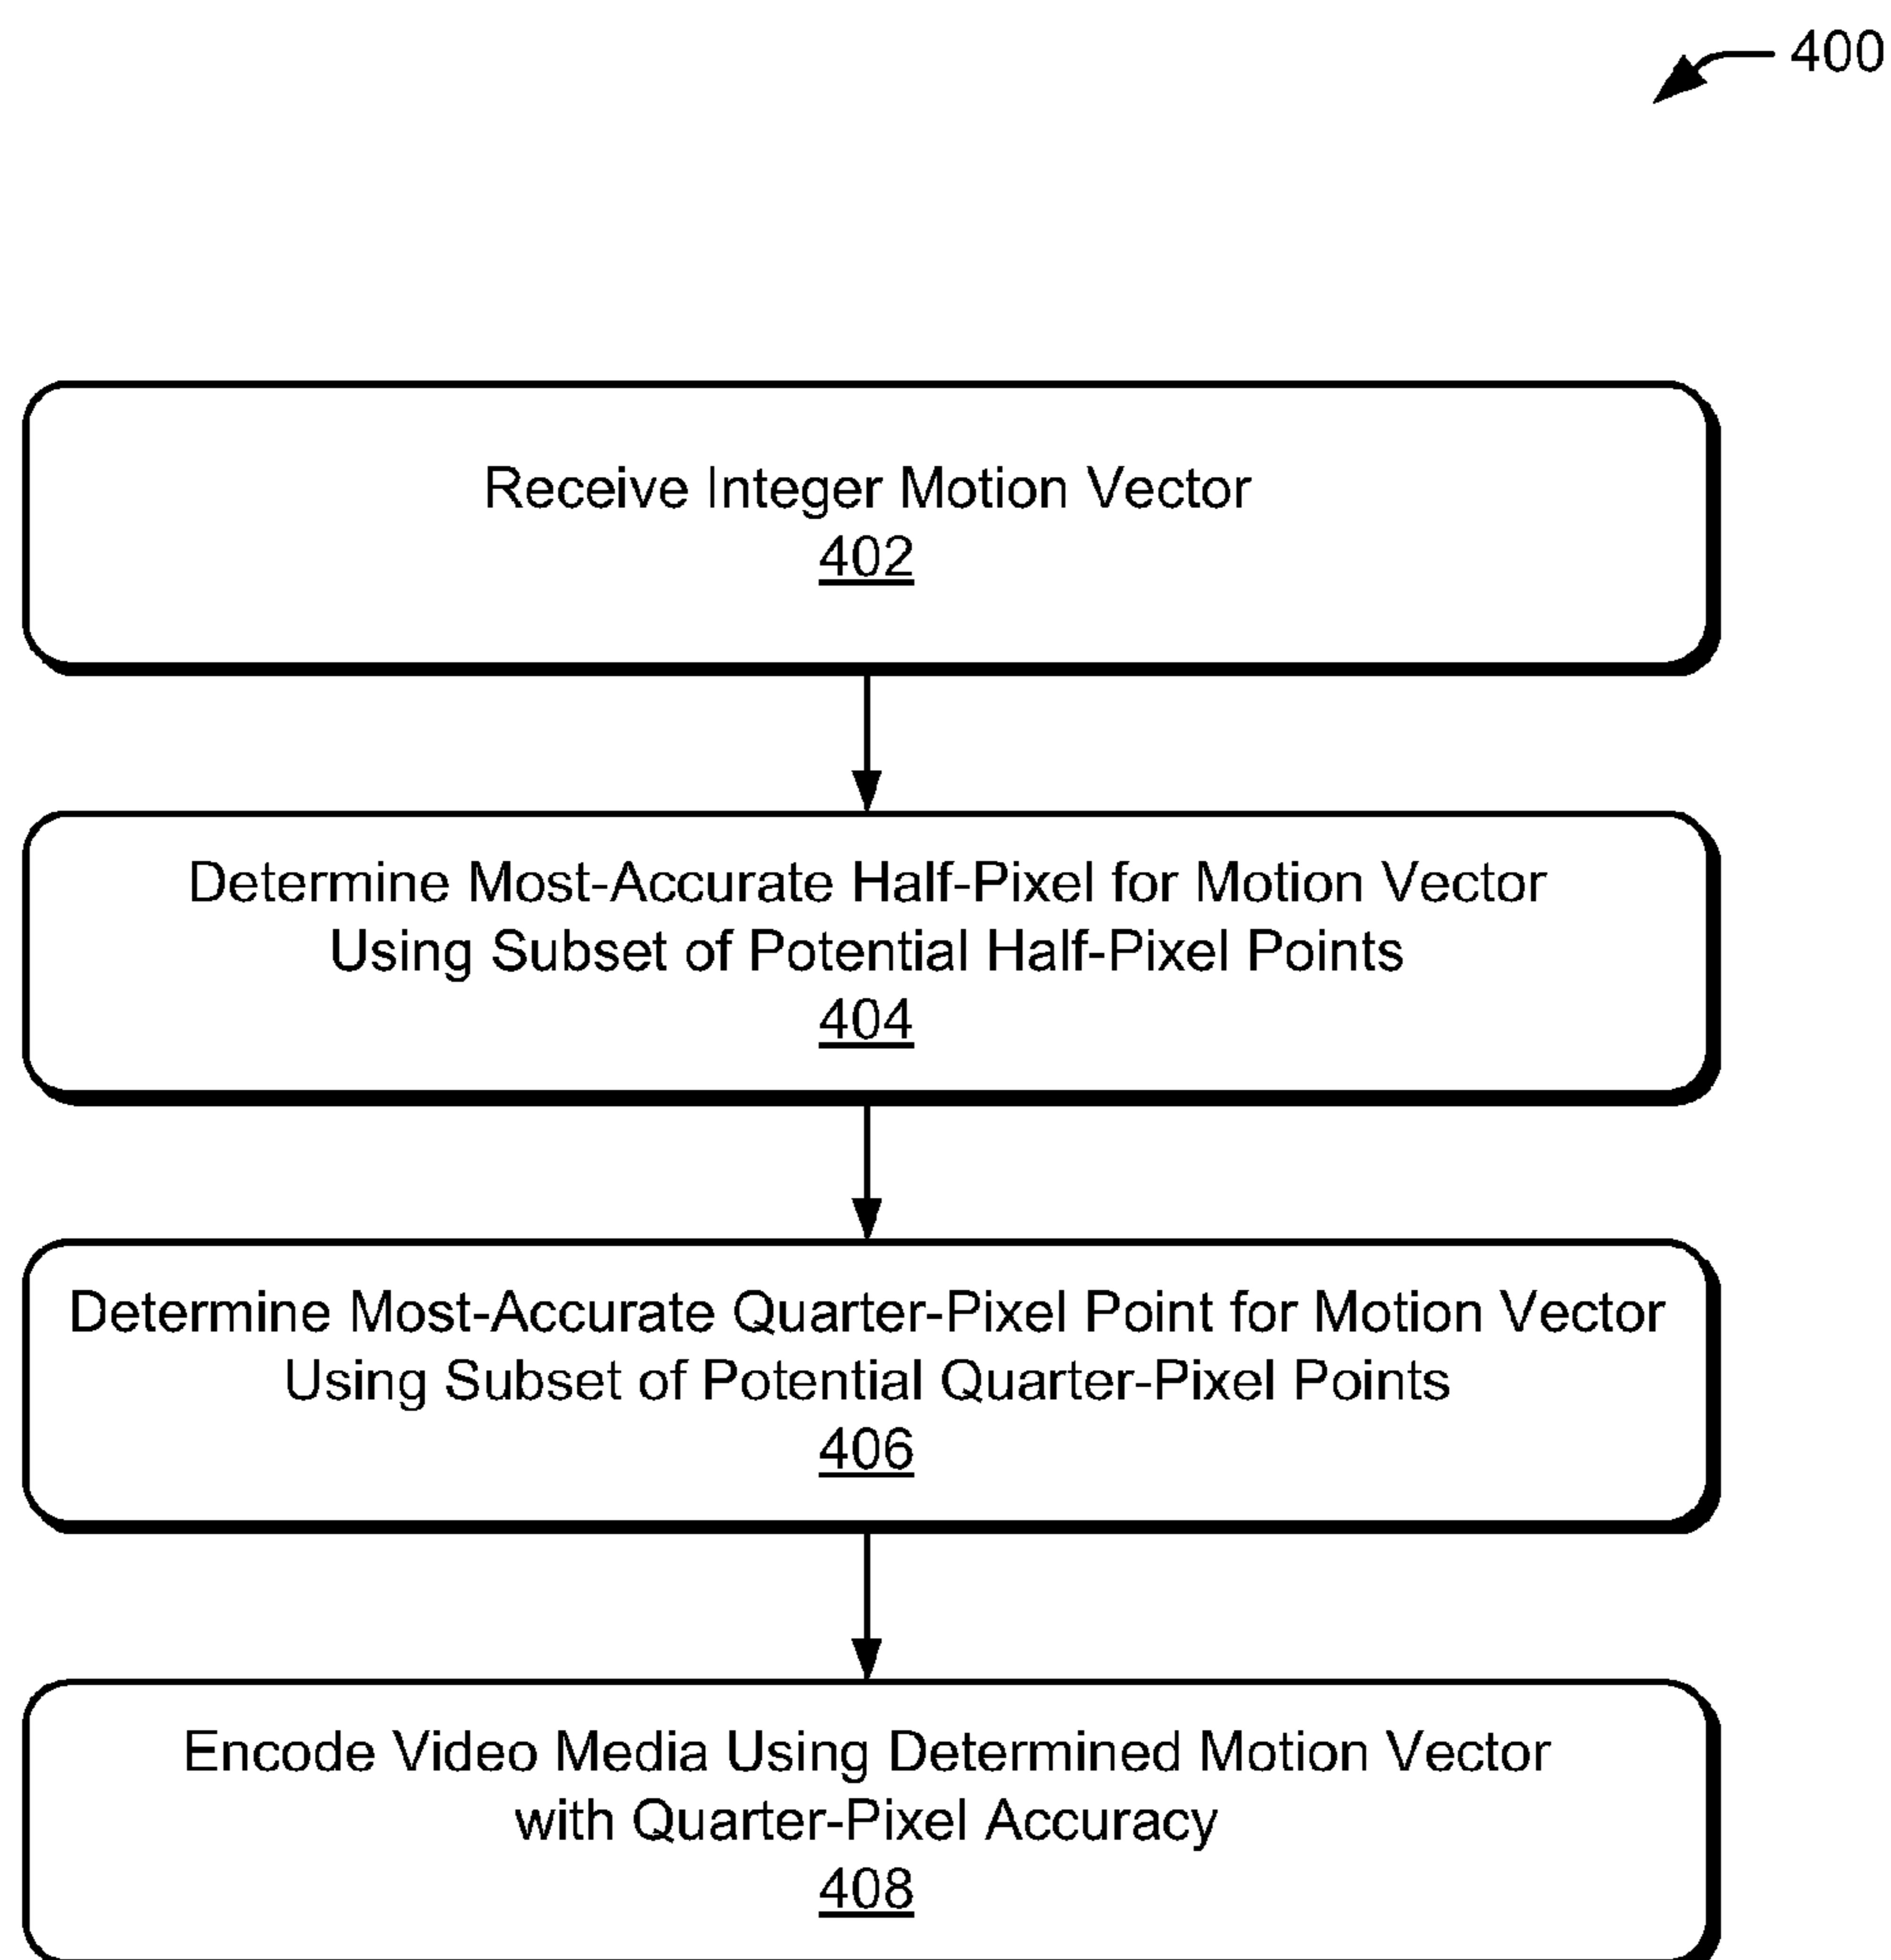 400
Receive Integer Motion Vector
402
Determine Most-Accurate Half-Pixel for Motion Vector
Using Subset of Potential Half-Pixel Points
404
Determine Most-Accurate Quarter-Pixel Point for Motion Vector
Using Subset of Potential Quarter-Pixel Points
406
Encode Video Media Using Determined Motion Vector
with Quarter-Pixel Accuracy
408